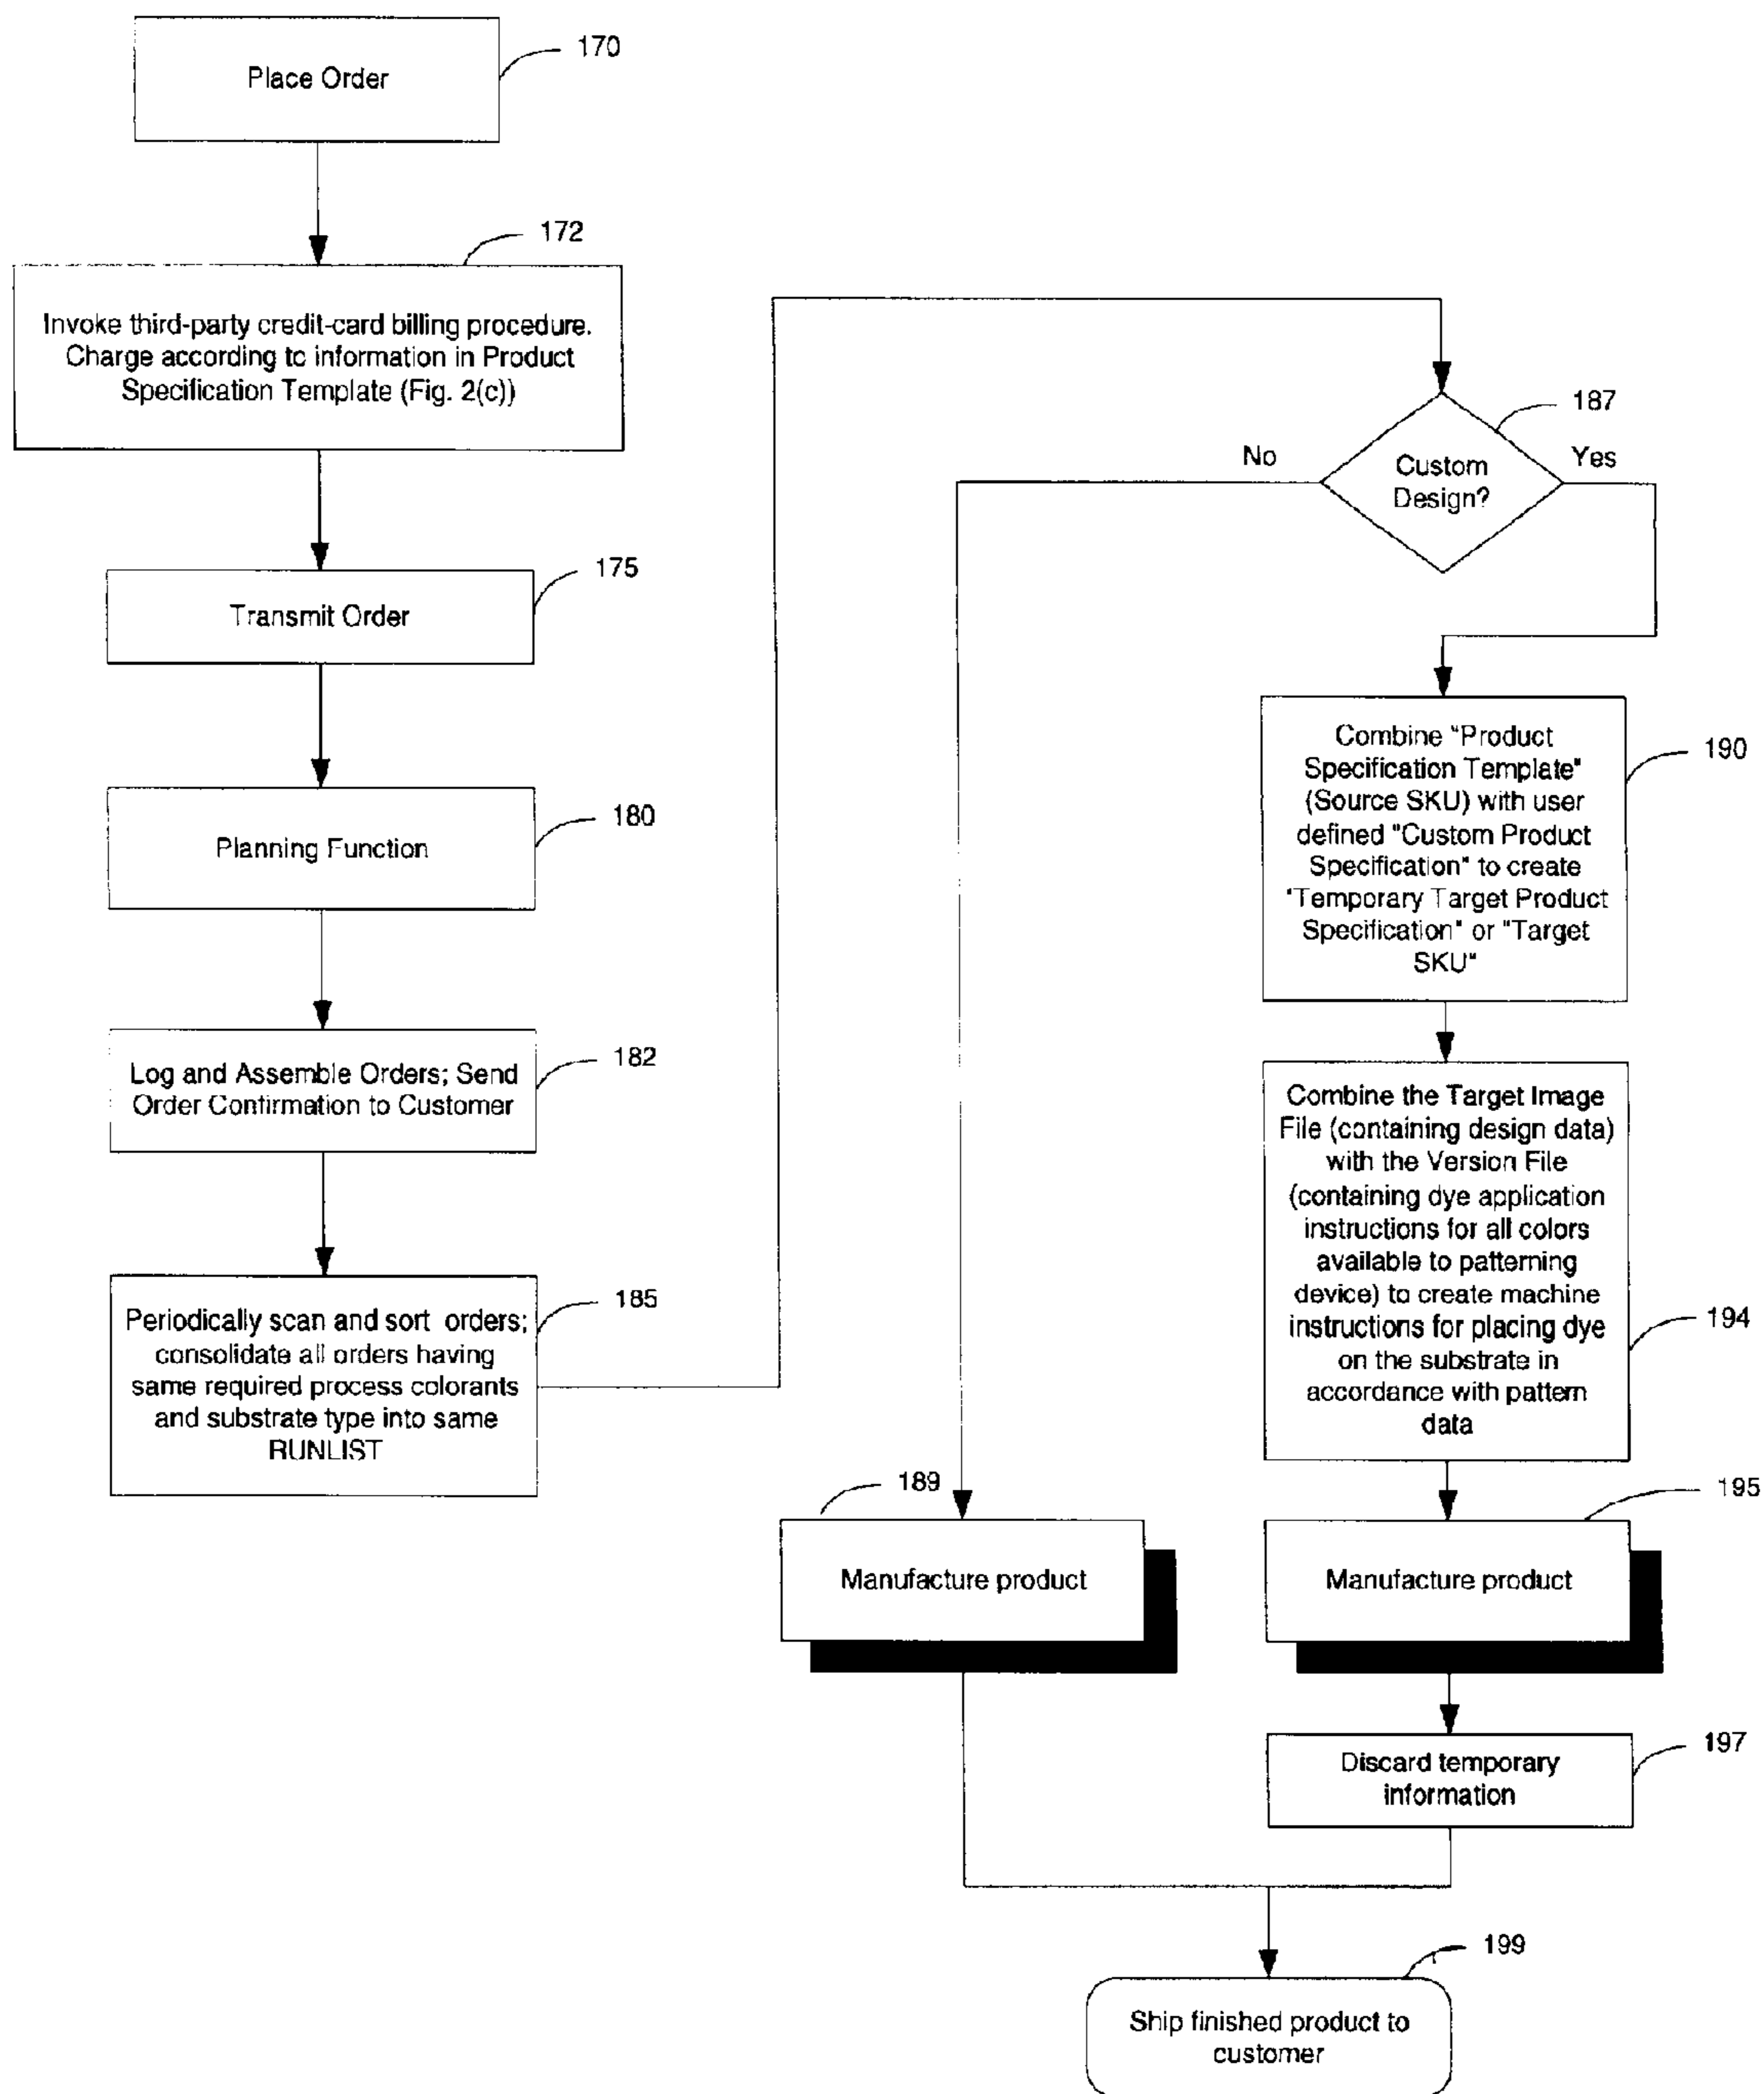 170
Place Order
172
Invoke third-party credit-card billing procedure.
Charge according to information in Product
Specification Template (Fig. 2(c))
175
Transmit Order
180
Planning Function
182
Log and Assemble Orders; Send
Order Confirmation to Customer
185
Periodically scan and sort orders;
consolidate all orders having
same required process colorants
and substrate type into same
RUNLIST
187
No
Custom
Design?
Yes
190
Combine "Product
Specification Template"
(Source SKU) with user
defined "Custom Product
Specification" to create
"Temporary Target Product
Specification" or "Target
SKU"
Combine the Target Image
File (containing design data)
with the Version File
(containing dye application
instructions for all colors
available to patterning
device) to create machine
instructions for placing dye
on the substrate in
accordance with pattern
data
194
189
Manufacture product
195
Manufacture product
197
Discard temporary
information
199
Ship finished product to
customer